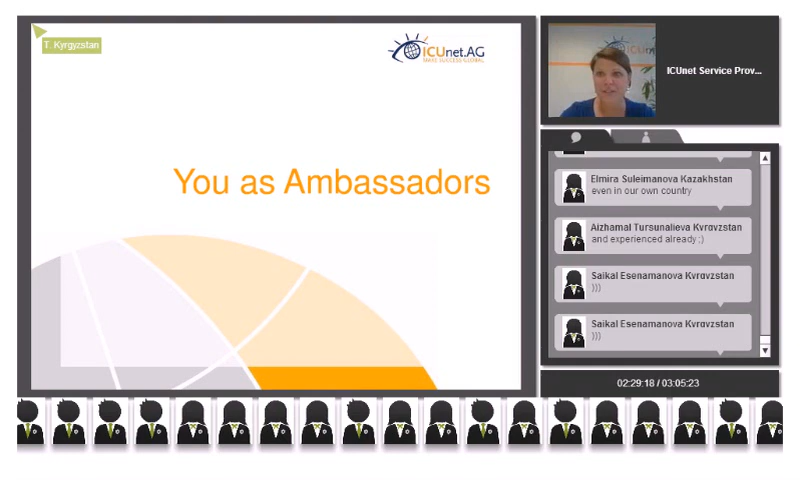 T. Kyrgyzstan
ICUnet.AG
MAKE SUCCESS GLOBAL
You as Ambassadors
ICUnet Service Prov...
Elmira Suleimanova Kazakhstan
even in our own country
Aizhamal Tursunalieva Kyrgyzstan
and experienced already ;)
Saikal Esenamanova Kyrgyzstan
)))
Saikal Esenamanova Kyrgyzstan
)))
02:29:18 / 03:05:23